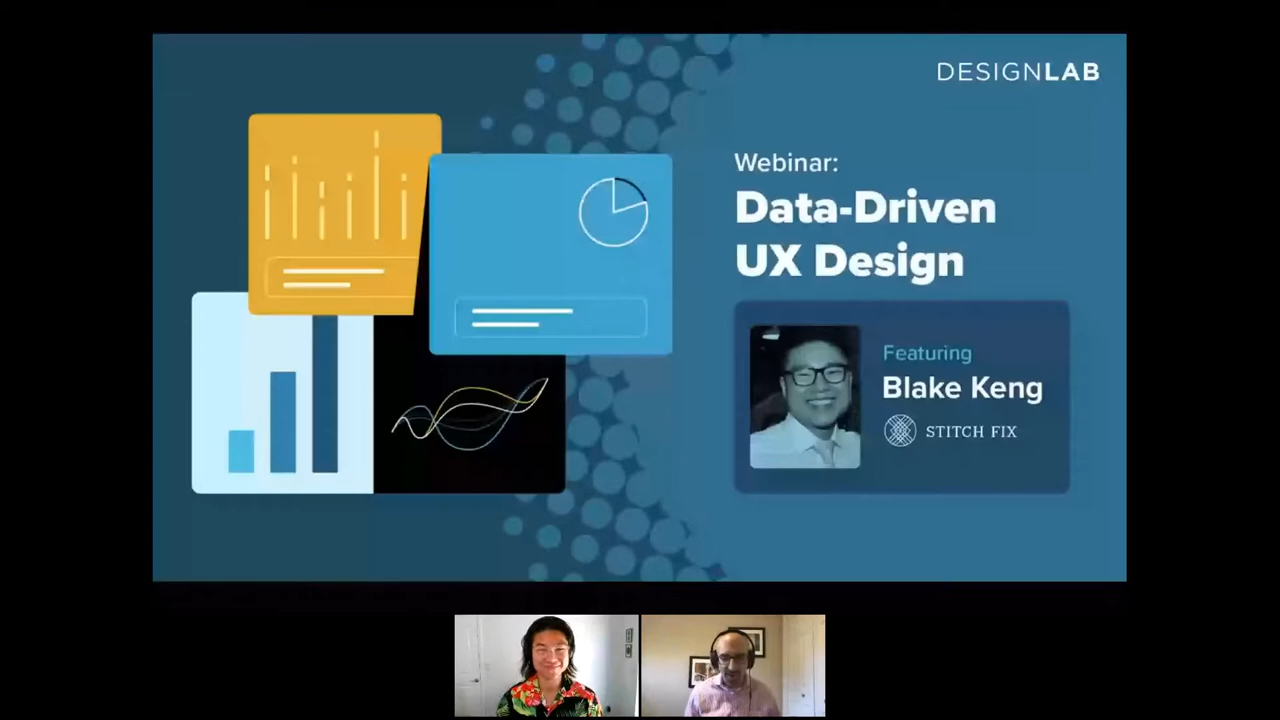 DESIGNLAB
Webinar:
Data-Driven
UX Design
Featuring
Blake Keng
STITCH FIX